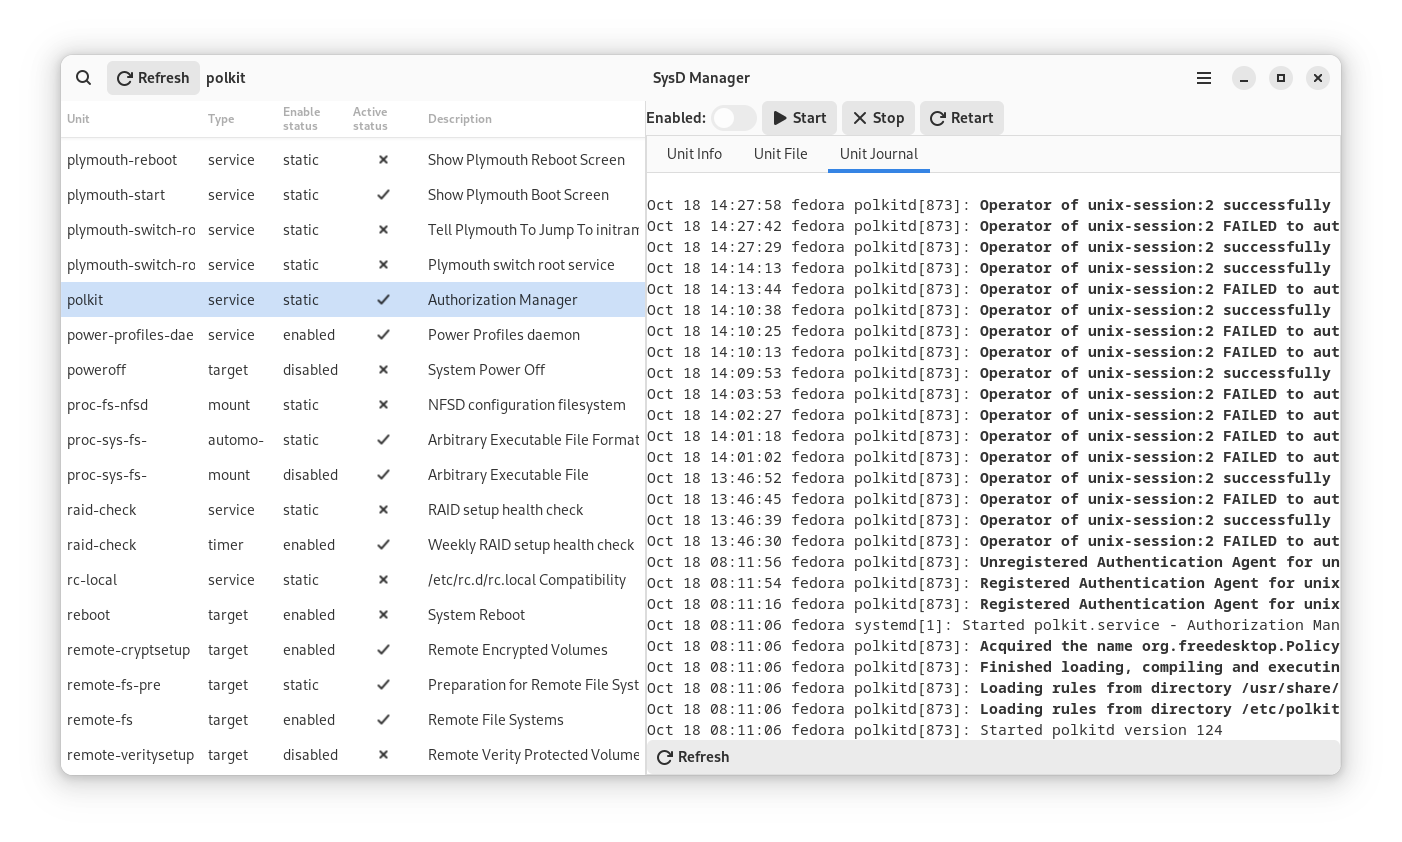 Refresh polkit SysD Manager
Unit Type Enable status Active status Description
plymouth-reboot service static Show Plymouth Reboot Screen
plymouth-start service static Show Plymouth Boot Screen
plymouth-switch-ro service static Tell Plymouth To Jump To initram
plymouth-switch-ro service static Plymouth switch root service
polkit service static Authorization Manager
power-profiles-dae service enabled Power Profiles daemon
poweroff target disabled System Power Off
proc-fs-nfsd mount static NFSD configuration filesystem
proc-sys-fs- automo- static Arbitrary Executable File Format
proc-sys-fs- mount disabled Arbitrary Executable File
raid-check service static RAID setup health check
raid-check timer enabled Weekly RAID setup health check
rc-local service static /etc/rc.d/rc.local Compatibility
reboot target enabled System Reboot
remote-cryptsetup target enabled Remote Encrypted Volumes
remote-fs-pre target static Preparation for Remote File Syst
remote-fs target enabled Remote File Systems
remote-veritysetup target disabled Remote Verity Protected Volume
Enabled: Start Stop Retart
Unit Info Unit File Unit Journal
Oct 18 14:27:58 fedora polkitd[873]: Operator of unix-session:2 successfully
Oct 18 14:27:42 fedora polkitd[873]: Operator of unix-session:2 FAILED to aut
Oct 18 14:27:29 fedora polkitd[873]: Operator of unix-session:2 successfully
Oct 18 14:14:13 fedora polkitd[873]: Operator of unix-session:2 successfully
Oct 18 14:13:44 fedora polkitd[873]: Operator of unix-session:2 FAILED to aut
Oct 18 14:10:38 fedora polkitd[873]: Operator of unix-session:2 successfully
Oct 18 14:10:25 fedora polkitd[873]: Operator of unix-session:2 FAILED to aut
Oct 18 14:10:13 fedora polkitd[873]: Operator of unix-session:2 FAILED to aut
Oct 18 14:09:53 fedora polkitd[873]: Operator of unix-session:2 successfully
Oct 18 14:03:53 fedora polkitd[873]: Operator of unix-session:2 FAILED to aut
Oct 18 14:02:27 fedora polkitd[873]: Operator of unix-session:2 FAILED to aut
Oct 18 14:01:18 fedora polkitd[873]: Operator of unix-session:2 FAILED to aut
Oct 18 14:01:02 fedora polkitd[873]: Operator of unix-session:2 FAILED to aut
Oct 18 13:46:52 fedora polkitd[873]: Operator of unix-session:2 successfully
Oct 18 13:46:45 fedora polkitd[873]: Operator of unix-session:2 FAILED to aut
Oct 18 13:46:39 fedora polkitd[873]: Operator of unix-session:2 successfully
Oct 18 13:46:30 fedora polkitd[873]: Operator of unix-session:2 FAILED to aut
Oct 18 08:11:56 fedora polkitd[873]: Unregistered Authentication Agent for un
Oct 18 08:11:54 fedora polkitd[873]: Registered Authentication Agent for unix
Oct 18 08:11:16 fedora polkitd[873]: Registered Authentication Agent for unix
Oct 18 08:11:06 fedora systemd[1]: Started polkit.service - Authorization Man
Oct 18 08:11:06 fedora polkitd[873]: Acquired the name org.freedesktop.Policy
Oct 18 08:11:06 fedora polkitd[873]: Finished loading, compiling and executin
Oct 18 08:11:06 fedora polkitd[873]: Loading rules from directory /usr/share/
Oct 18 08:11:06 fedora polkitd[873]: Loading rules from directory /etc/polkit
Oct 18 08:11:06 fedora polkitd[873]: Started polkitd version 124
Refresh